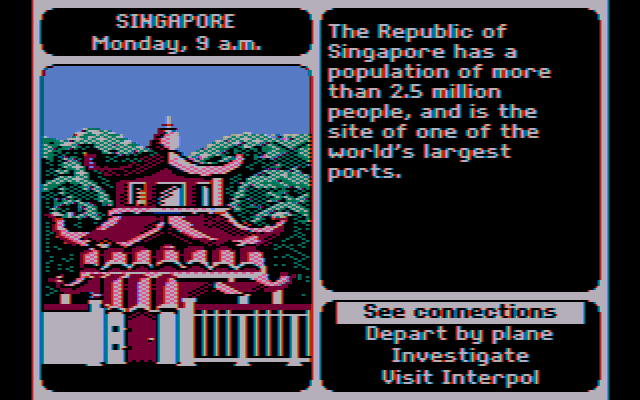 SINGAPORE
Monday, 9 a.m.
The Republic of
Singapore has a
population of more
than 2.5 million
people, and is the
site of one of the
world's largest
ports.
See connections
Depart by plane
Investigate
Visit Interpol